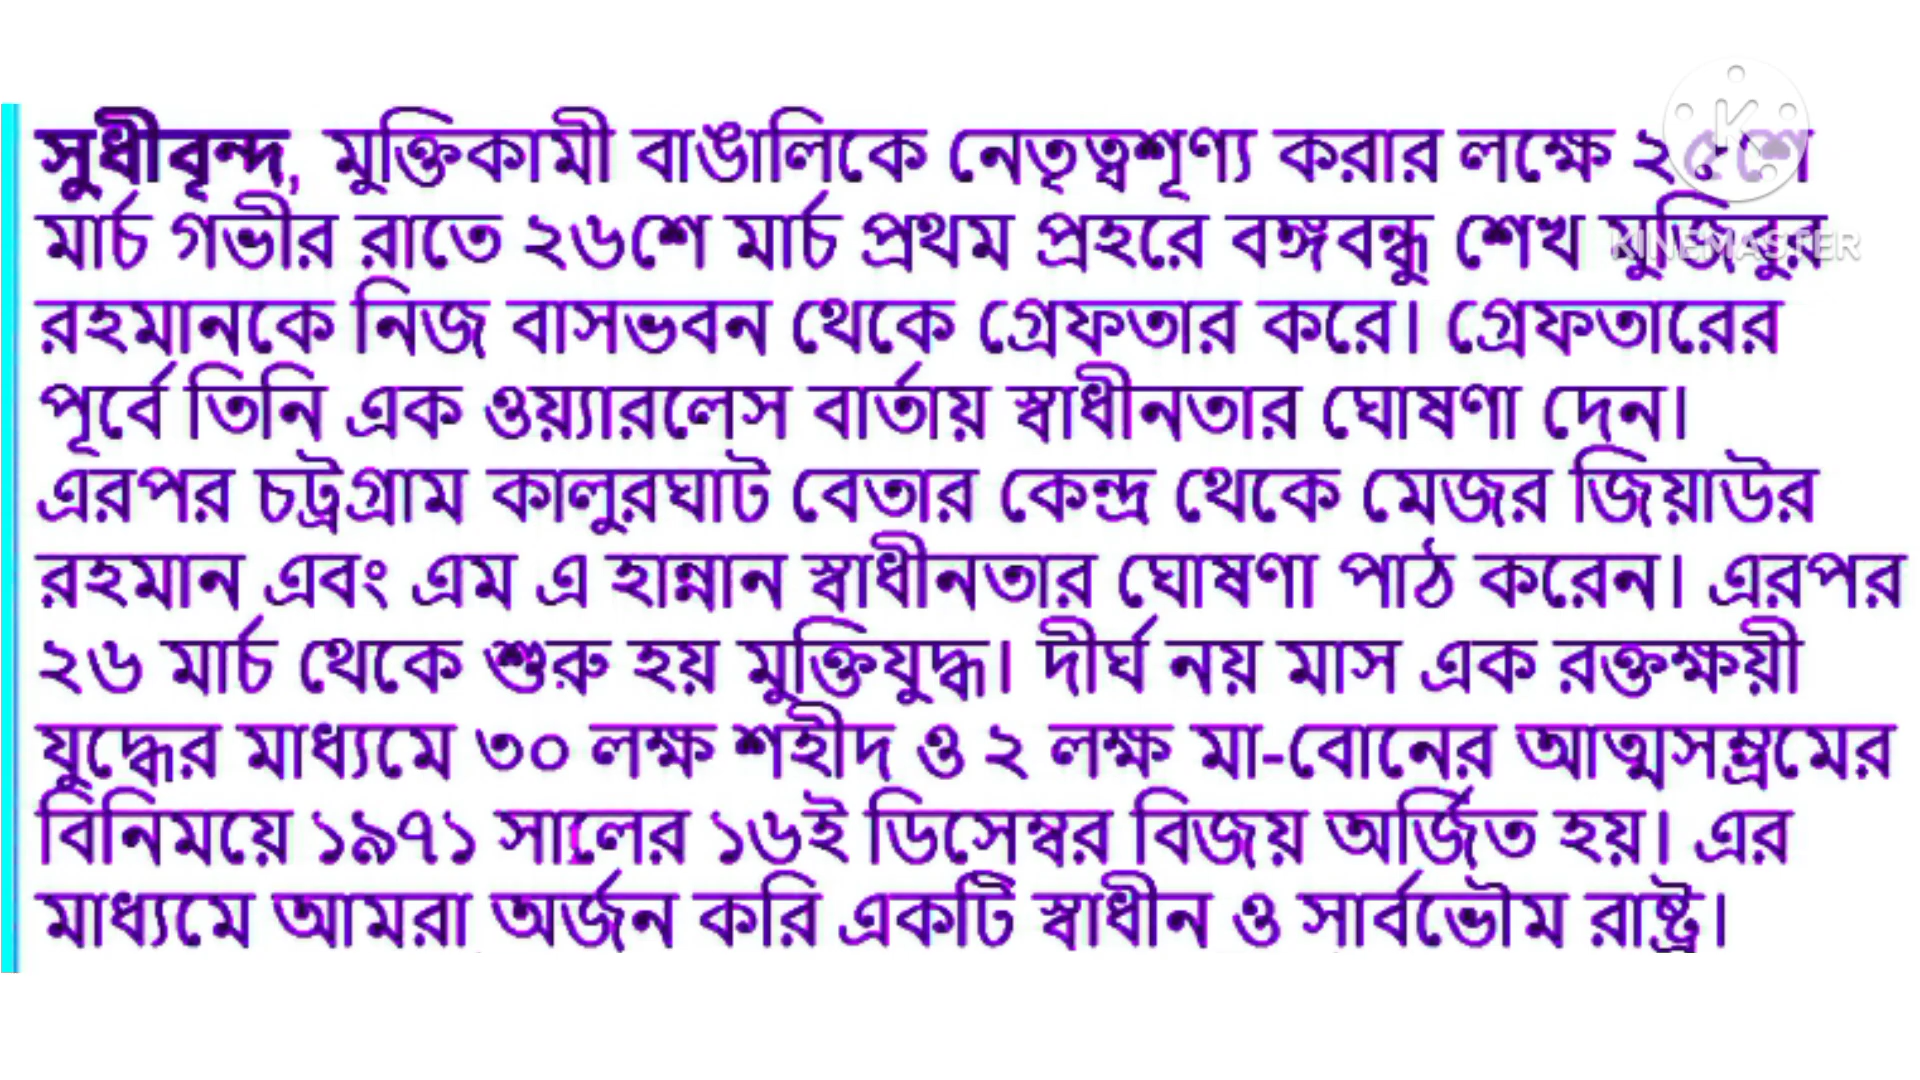 সুধীবৃন্দ, মুক্তিকামী বাঙালিকে নেতৃত্বশূণ্য করার লক্ষে ২৫শে
মার্চ গভীর রাতে ২৬শে মার্চ প্রথম প্রহরে বঙ্গবন্ধু শেখ মুজিবুর
রহমানকে নিজ বাসভবন থেকে গ্রেফতার করে। গ্রেফতারের
পূর্বে তিনি এক ওয়্যারলেস বার্তায় স্বাধীনতার ঘোষণা দেন।
এরপর চট্রগ্রাম কালুরঘাট বেতার কেন্দ্র থেকে মেজর জিয়াউর
রহমান এবং এম এ হান্নান স্বাধীনতার ঘোষণা পাঠ করেন। এরপর
২৬ মার্চ থেকে শুরু হয় মুক্তিযুদ্ধ। দীর্ঘ নয় মাস এক রক্তক্ষয়ী
যুদ্ধের মাধ্যমে ৩০ লক্ষ শহীদ ও ২ লক্ষ মা-বোনের আত্মসম্ভ্রমের
বিনিময়ে ১৯৭১ সালের ১৬ই ডিসেম্বর বিজয় অর্জিত হয়। এর
মাধ্যমে আমরা অর্জন করি একটি স্বাধীন ও সার্বভৌম রাষ্ট্র।
K
KINEMASTER